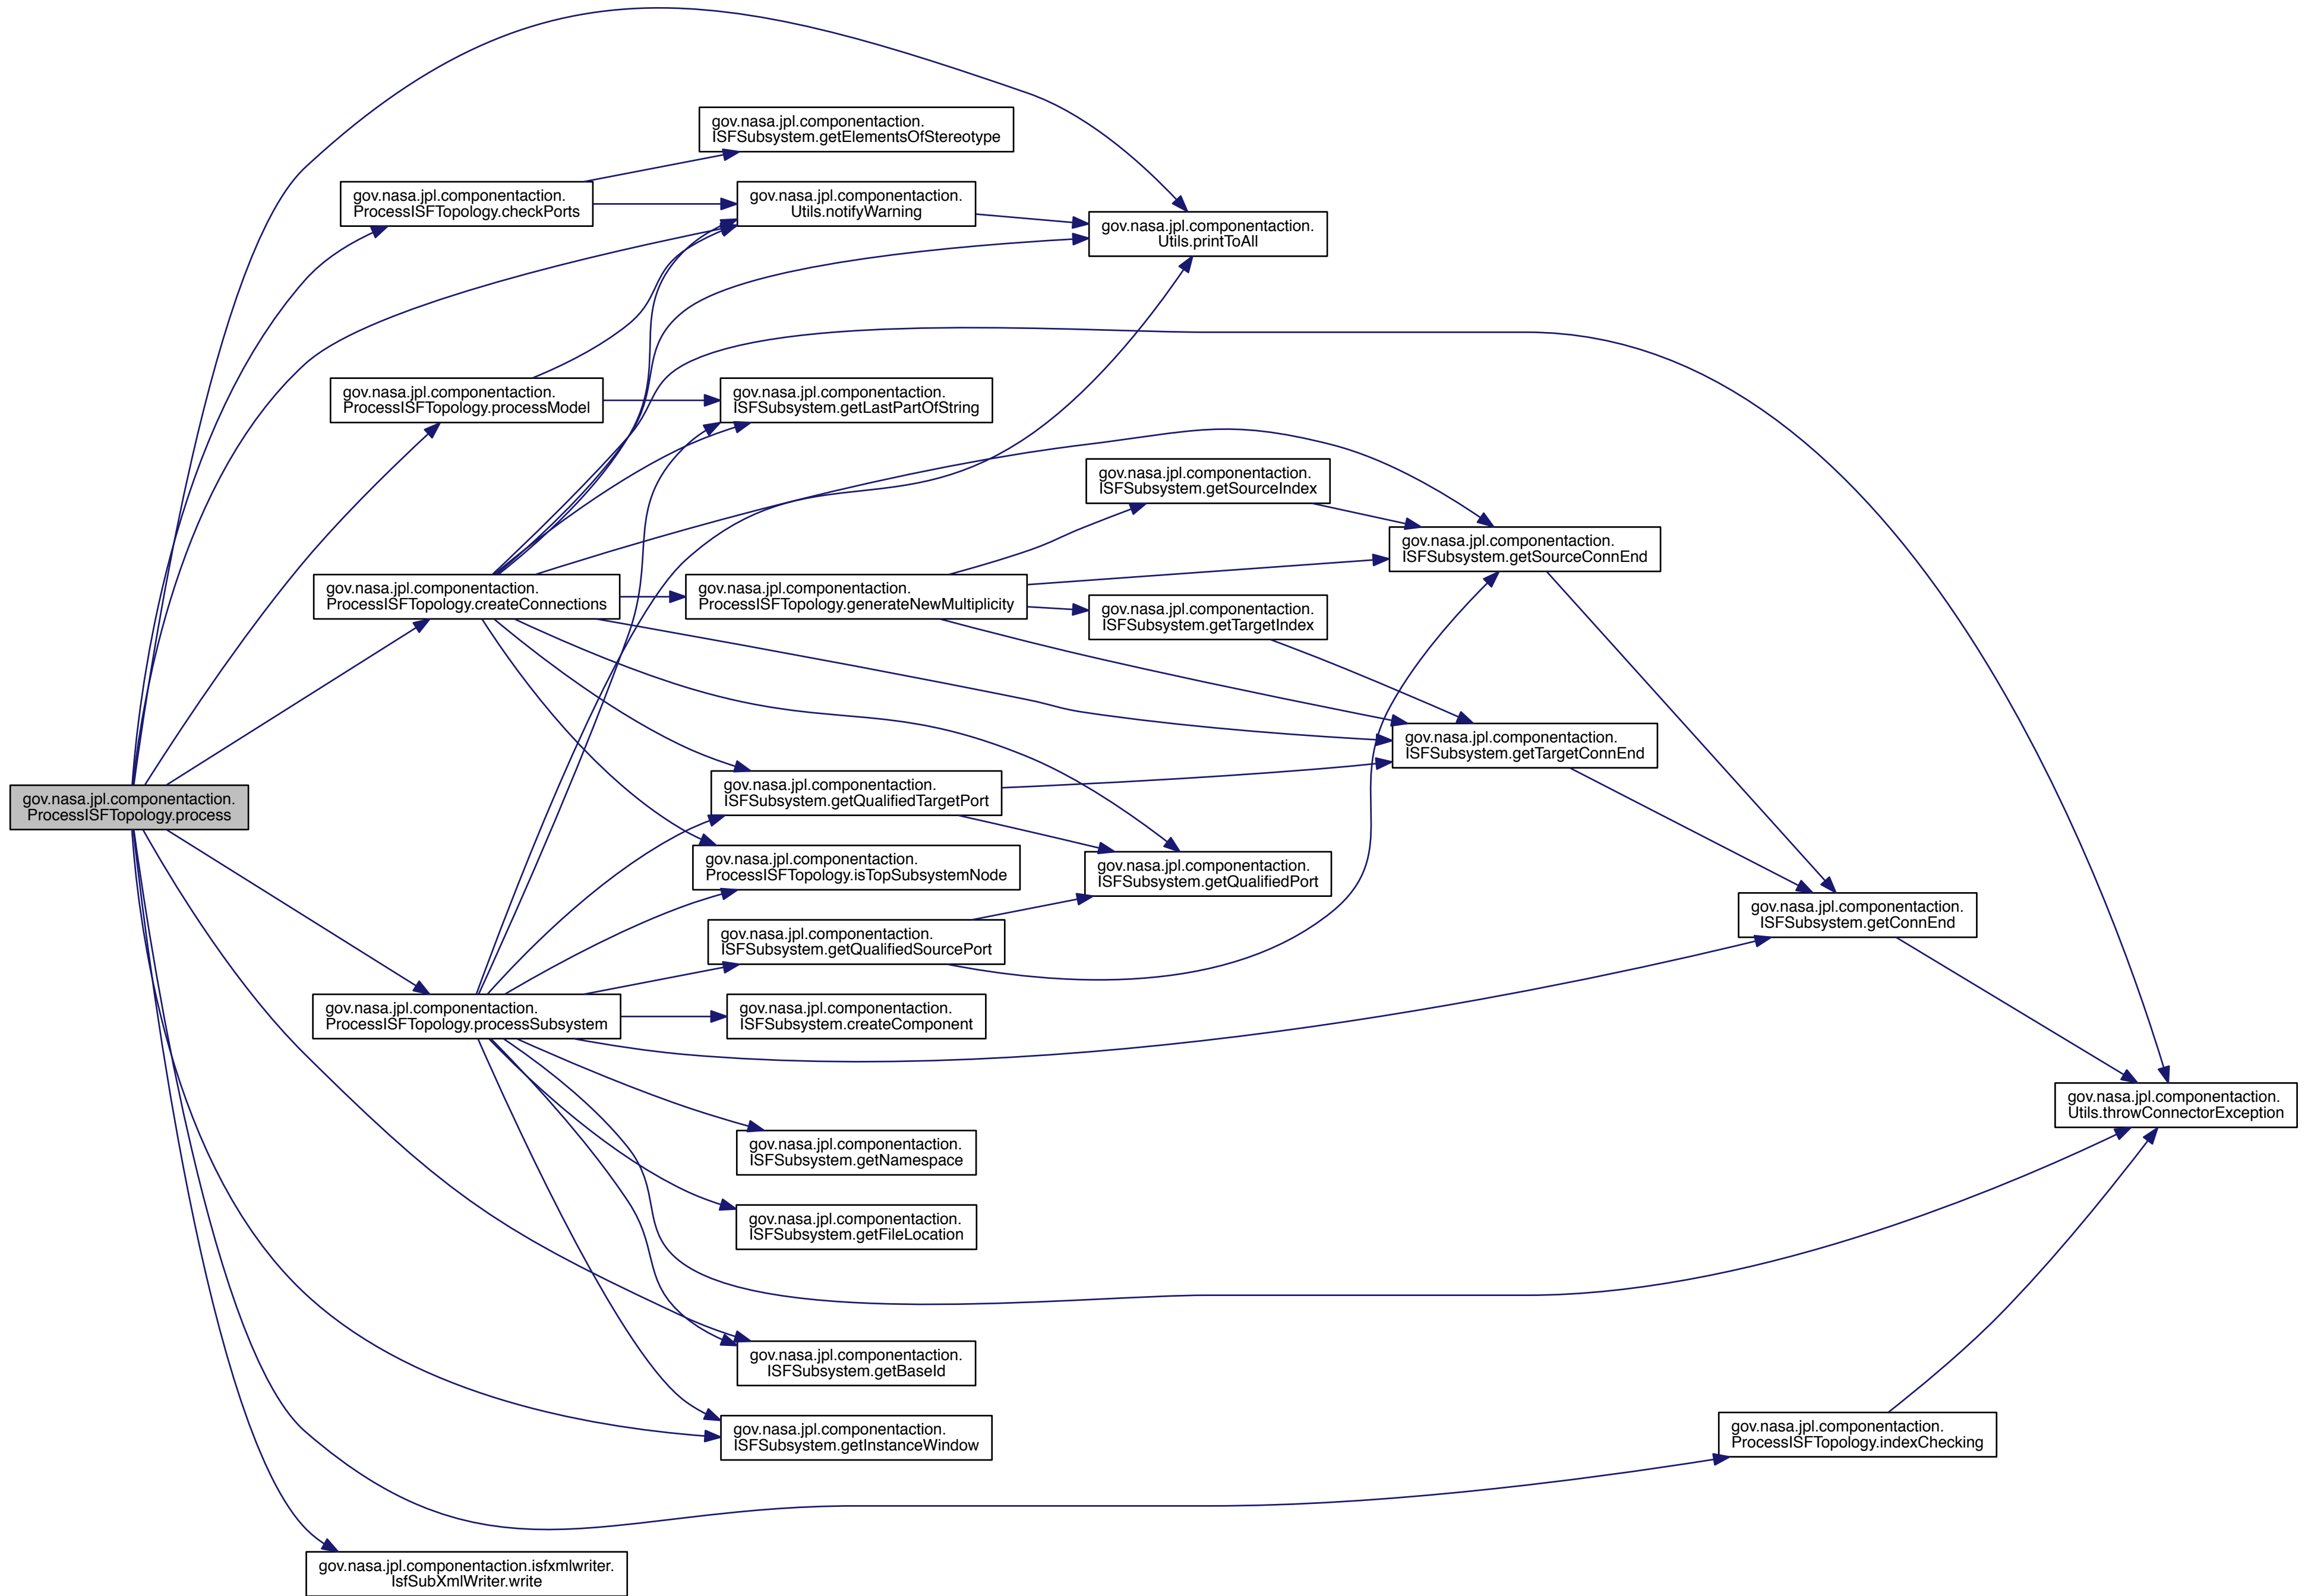 gov.nasa.jpl.componentaction.
ISFSubsystem.getElementsOfStereotype
gov.nasa.jpl.componentaction.
ProcessISFTopology.checkPorts
gov.nasa.jpl.componentaction.
Utils.notifyWarning
gov.nasa.jpl.componentaction.
Utils.printToAll
gov.nasa.jpl.componentaction.
ProcessISFTopology.processModel
gov.nasa.jpl.componentaction.
ISFSubsystem.getLastPartOfString
gov.nasa.jpl.componentaction.
ISFSubsystem.getSourceIndex
gov.nasa.jpl.componentaction.
ISFSubsystem.getSourceConnEnd
gov.nasa.jpl.componentaction.
ProcessISFTopology.createConnections
gov.nasa.jpl.componentaction.
ProcessISFTopology.generateNewMultiplicity
gov.nasa.jpl.componentaction.
ISFSubsystem.getTargetIndex
gov.nasa.jpl.componentaction.
ISFSubsystem.getTargetConnEnd
gov.nasa.jpl.componentaction.
ProcessISFTopology.process
gov.nasa.jpl.componentaction.
ISFSubsystem.getQualifiedTargetPort
gov.nasa.jpl.componentaction.
ProcessISFTopology.isTopSubsystemNode
gov.nasa.jpl.componentaction.
ISFSubsystem.getQualifiedPort
gov.nasa.jpl.componentaction.
ISFSubsystem.getConnEnd
gov.nasa.jpl.componentaction.
ISFSubsystem.getQualifiedSourcePort
gov.nasa.jpl.componentaction.
ProcessISFTopology.processSubsystem
gov.nasa.jpl.componentaction.
ISFSubsystem.createComponent
gov.nasa.jpl.componentaction.
Utils.throwConnectorException
gov.nasa.jpl.componentaction.
ISFSubsystem.getNamespace
gov.nasa.jpl.componentaction.
ISFSubsystem.getFileLocation
gov.nasa.jpl.componentaction.
ISFSubsystem.getBaseId
gov.nasa.jpl.componentaction.
ISFSubsystem.getInstanceWindow
gov.nasa.jpl.componentaction.
ProcessISFTopology.indexChecking
gov.nasa.jpl.componentaction.isfxmlwriter.
IsfSubXmlWriter.write